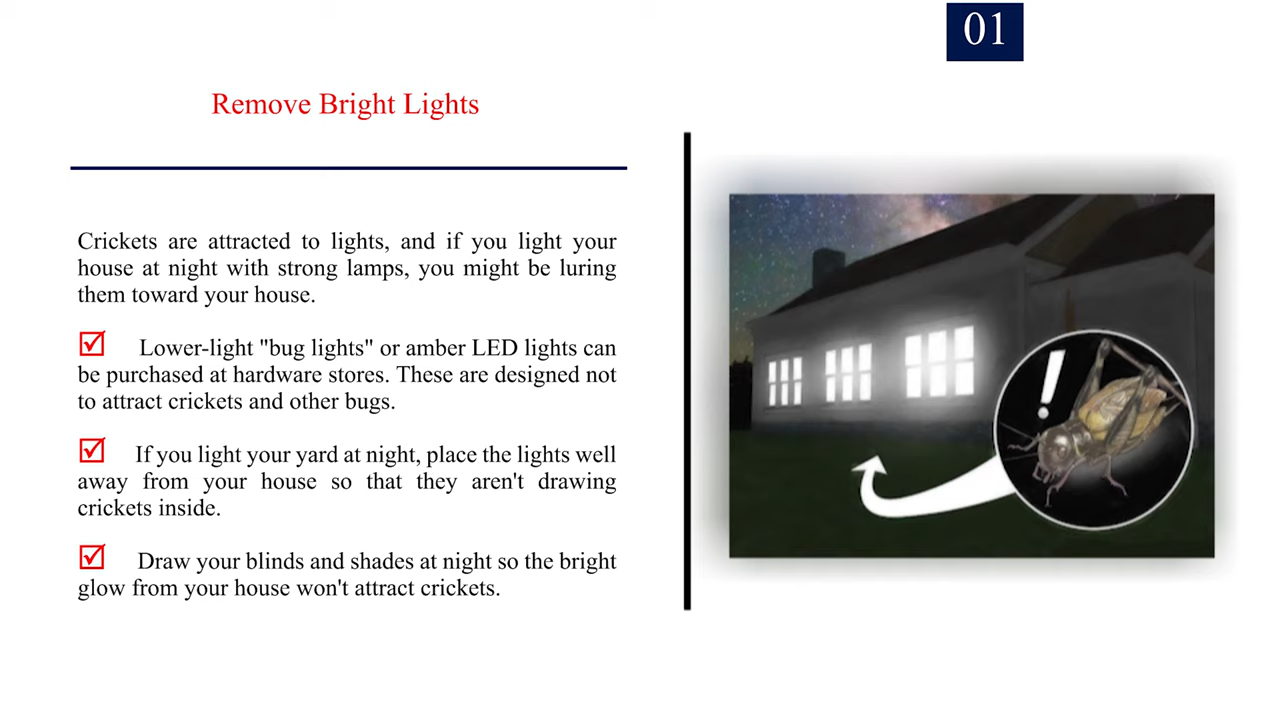 01
Remove Bright Lights
Crickets are attracted to lights, and if you light your
house at night with strong lamps, you might be luring
them toward your house.
Lower-light "bug lights" or amber LED lights can
be purchased at hardware stores. These are designed not
to attract crickets and other bugs.
If you light your yard at night, place the lights well
away from your house so that they aren't drawing
crickets inside.
Draw your blinds and shades at night so the bright
glow from your house won't attract crickets.
!